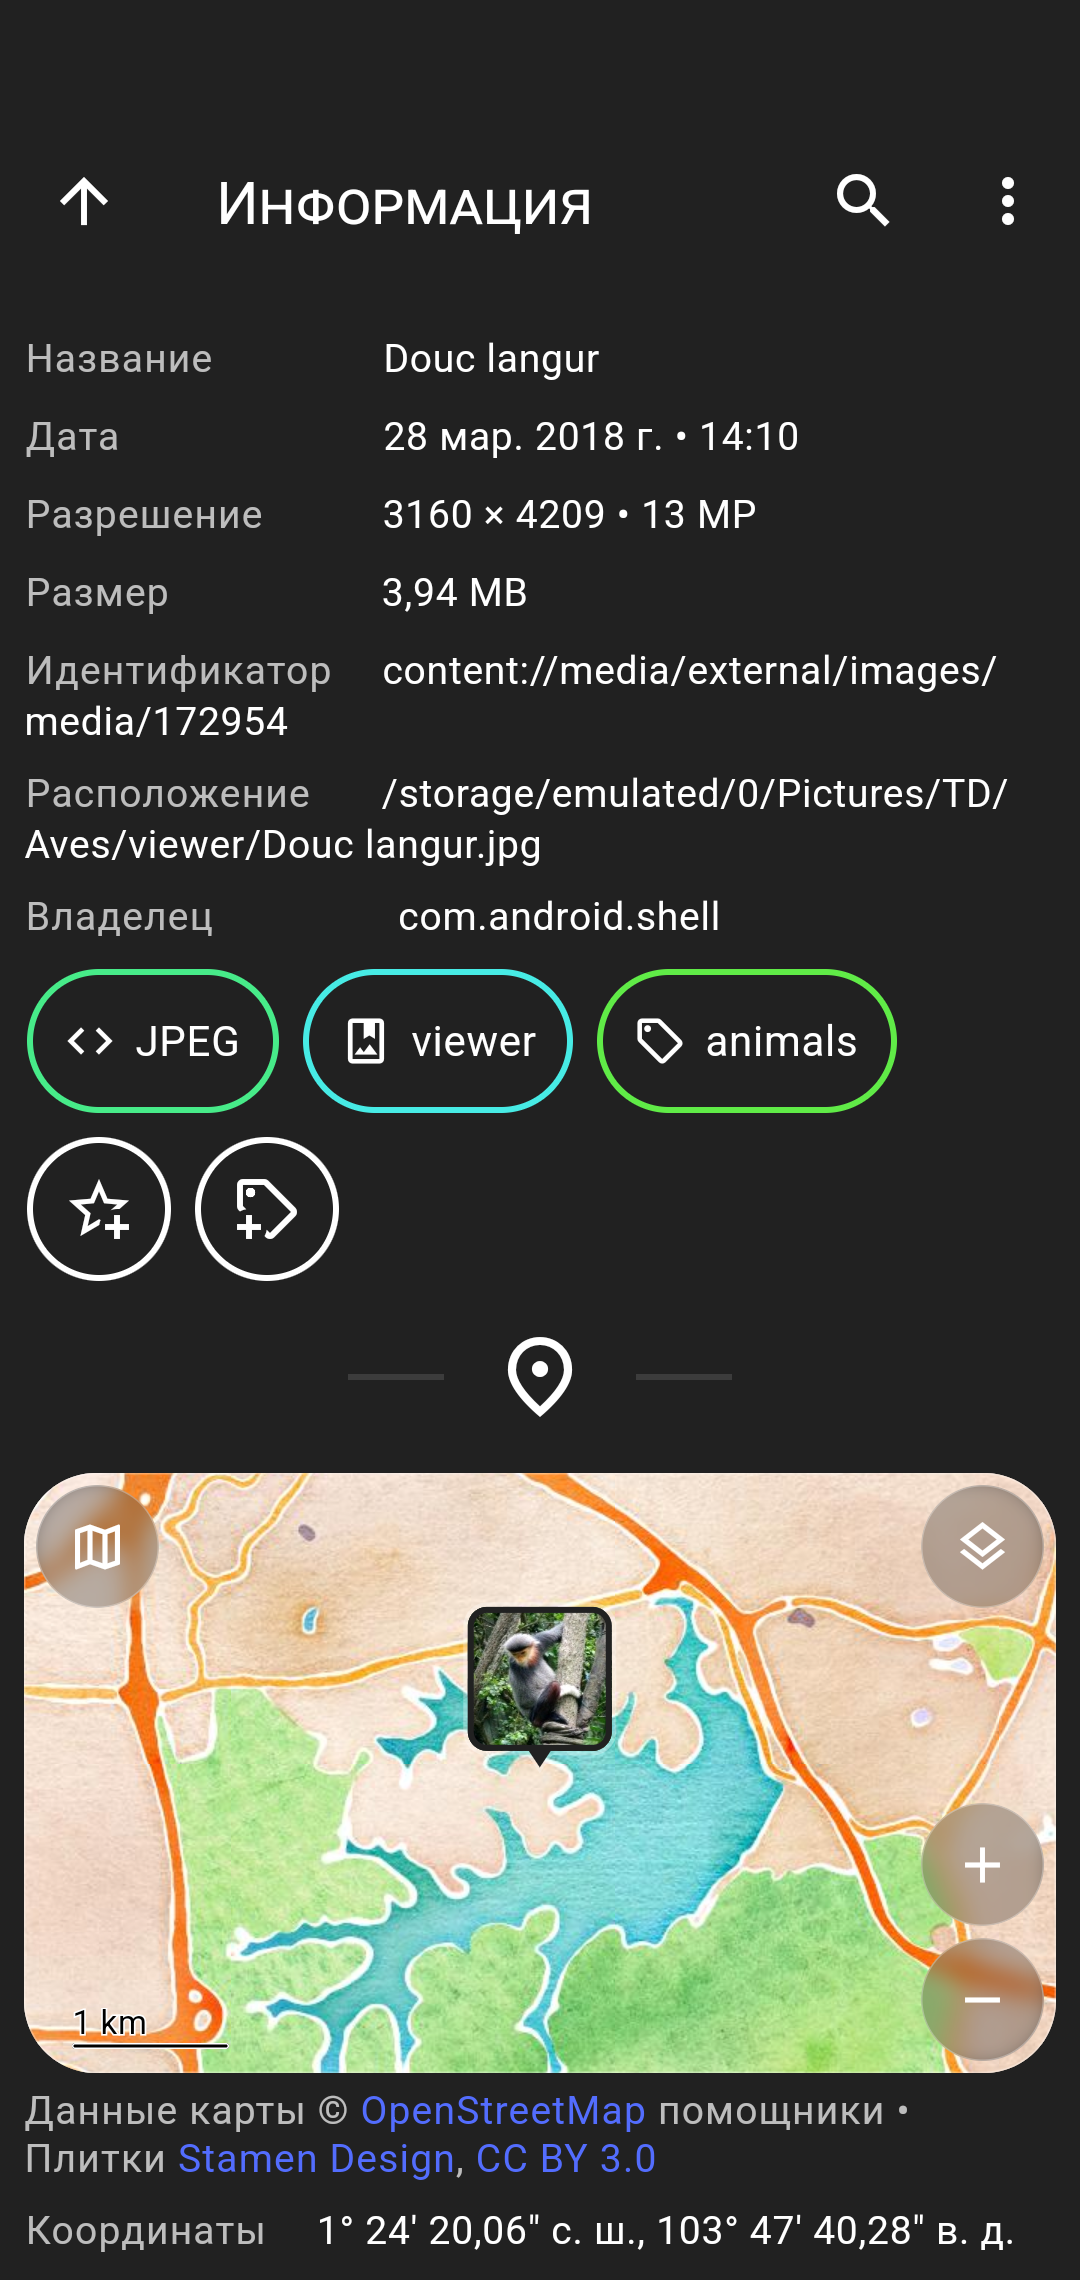 Информация
Название Douc langur
Дата 28 мар. 2018 г. • 14:10
Разрешение 3160 × 4209 • 13 MP
Размер 3,94 MB
Идентификатор content://media/external/images/
media/172954
Расположение /storage/emulated/0/Pictures/TD/
Aves/viewer/Douc langur.jpg
Владелец com.android.shell
JPEG viewer animals
1 km
Данные карты © OpenStreetMap помощники •
Плитки Stamen Design, CC BY 3.0
Координаты 1° 24' 20,06" с. ш., 103° 47' 40,28" в. д.